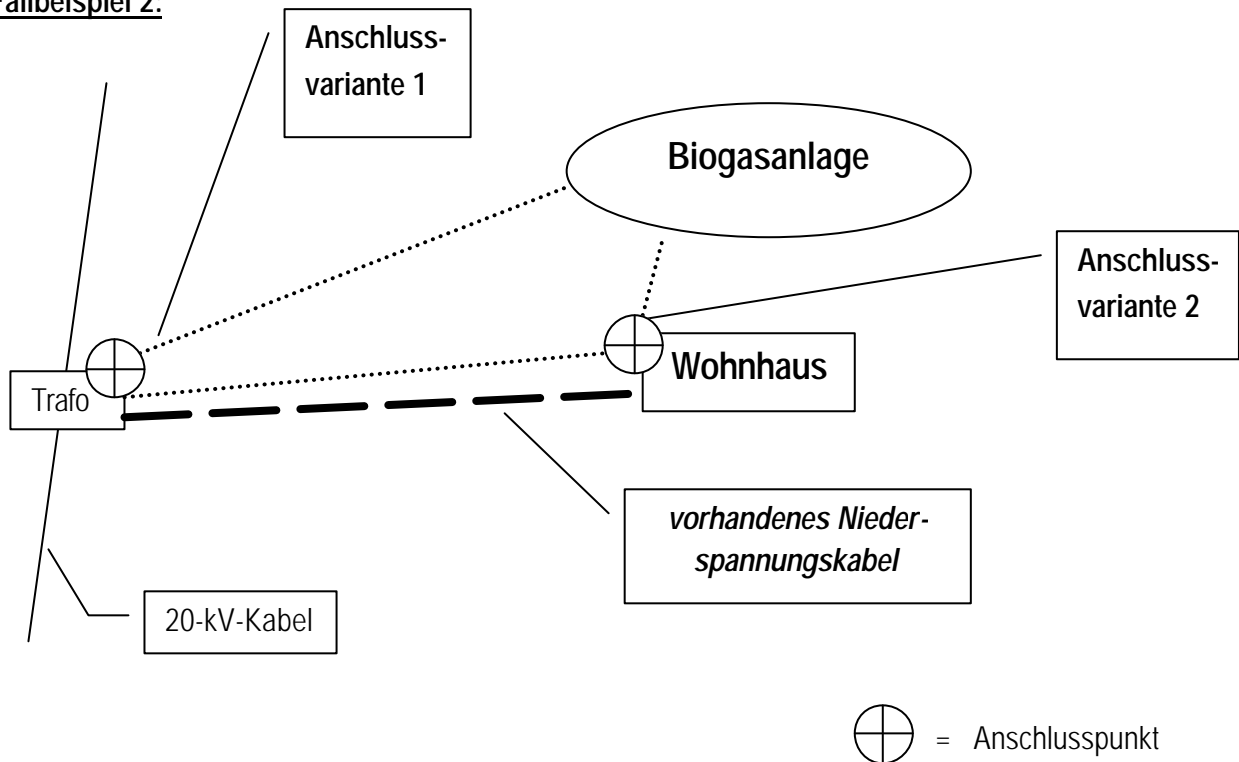 Fallbeispiel 2:
Anschluss-
variante 1
Biogasanlage
Anschluss-
variante 2
Wohnhaus
Trafo
vorhandenes Nieder-
spannungskabel
20-kV-Kabel
= Anschlusspunkt